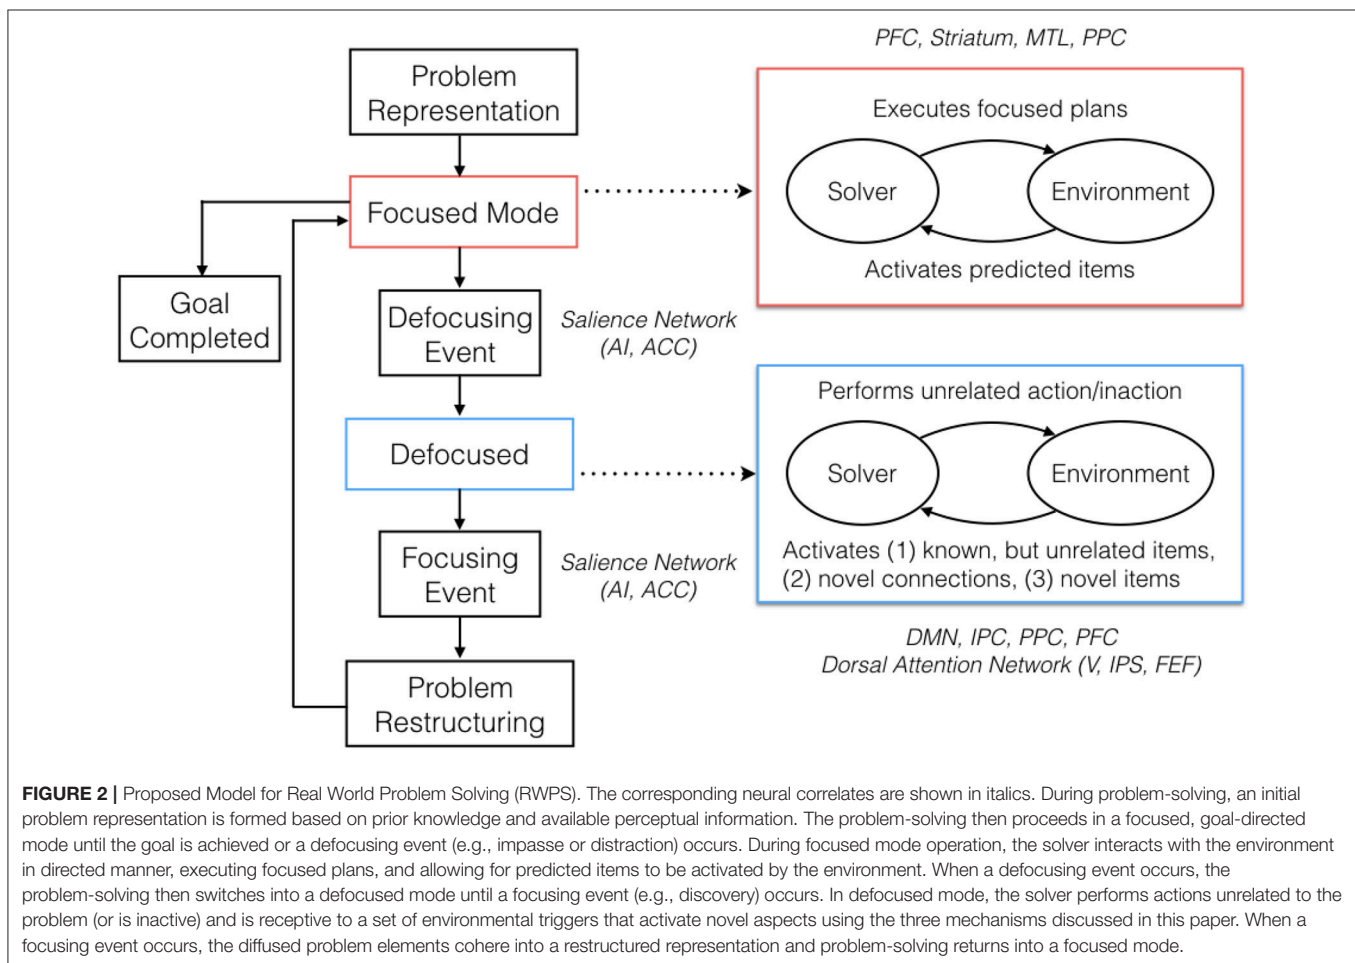 Problem
Representation
Focused Mode
Goal
Completed
Defocusing
Event
Salience Network
(AI, ACC)
Defocused
Focusing
Event
Salience Network
(AI, ACC)
Problem
Restructuring
PFC, Striatum, MTL, PPC
Executes focused plans
Solver
Environment
Activates predicted items
Performs unrelated action/inaction
Solver
Environment
Activates (1) known, but unrelated items,
(2) novel connections, (3) novel items
DMN, IPC, PPC, PFC
Dorsal Attention Network (V, IPS, FEF)
FIGURE 2 | Proposed Model for Real World Problem Solving (RWPS). The corresponding neural correlates are shown in italics. During problem-solving, an initial
problem representation is formed based on prior knowledge and available perceptual information. The problem-solving then proceeds in a focused, goal-directed
mode until the goal is achieved or a defocusing event (e.g., impasse or distraction) occurs. During focused mode operation, the solver interacts with the environment
in directed manner, executing focused plans, and allowing for predicted items to be activated by the environment. When a defocusing event occurs, the
problem-solving then switches into a defocused mode until a focusing event (e.g., discovery) occurs. In defocused mode, the solver performs actions unrelated to the
problem (or is inactive) and is receptive to a set of environmental triggers that activate novel aspects using the three mechanisms discussed in this paper. When a
focusing event occurs, the diffused problem elements cohere into a restructured representation and problem-solving returns into a focused mode.